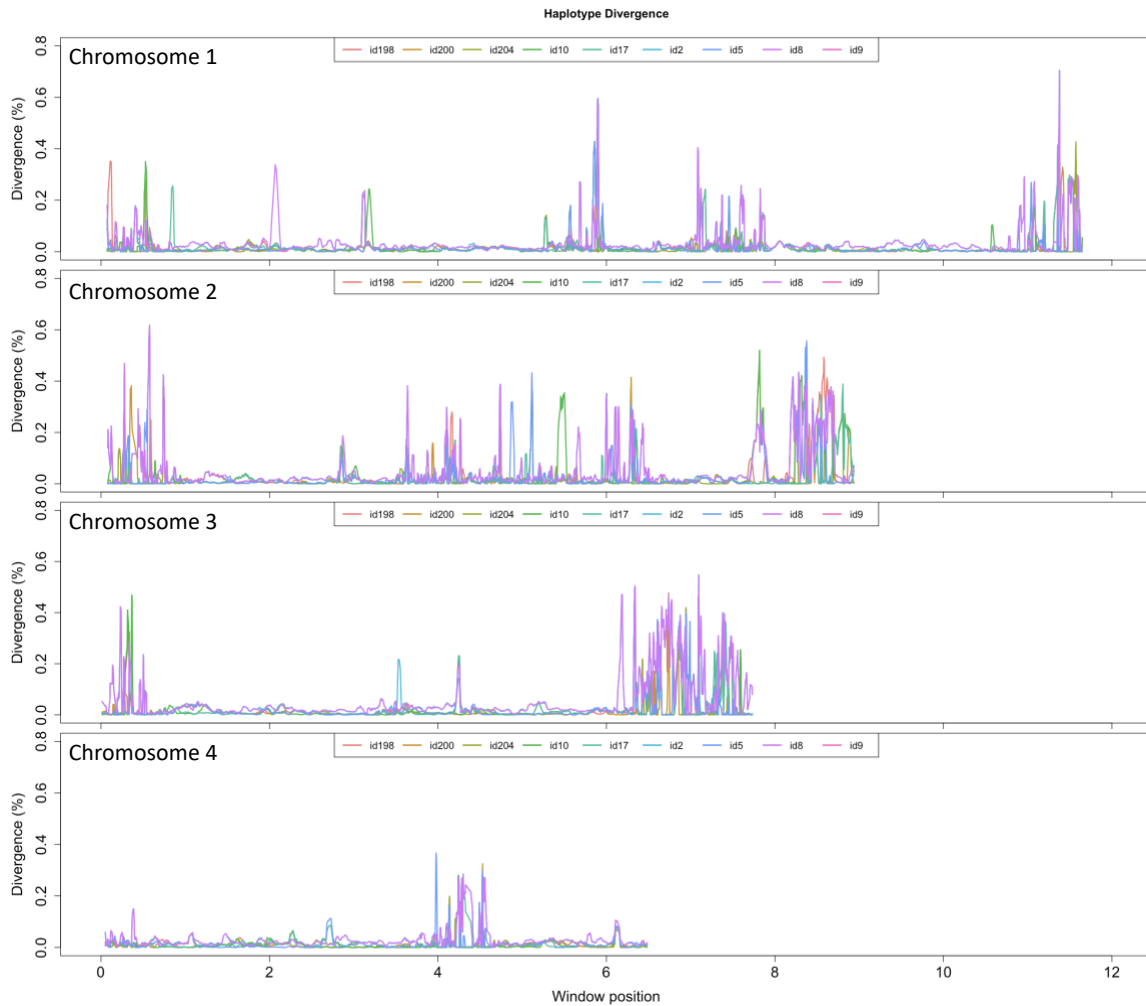 Haplotype Divergence
Chromosome 1
id198 id200 id204 id10 id17 id2 id5 id8 id9
Divergence (%)
0.0 0.2 0.4 0.6 0.8
Chromosome 2
id198 id200 id204 id10 id17 id2 id5 id8 id9
Divergence (%)
0.0 0.2 0.4 0.6 0.8
Chromosome 3
id198 id200 id204 id10 id17 id2 id5 id8 id9
Divergence (%)
0.0 0.2 0.4 0.6 0.8
Chromosome 4
id198 id200 id204 id10 id17 id2 id5 id8 id9
Divergence (%)
0.0 0.2 0.4 0.6 0.8
0 2 4 6 8 10 12
Window position